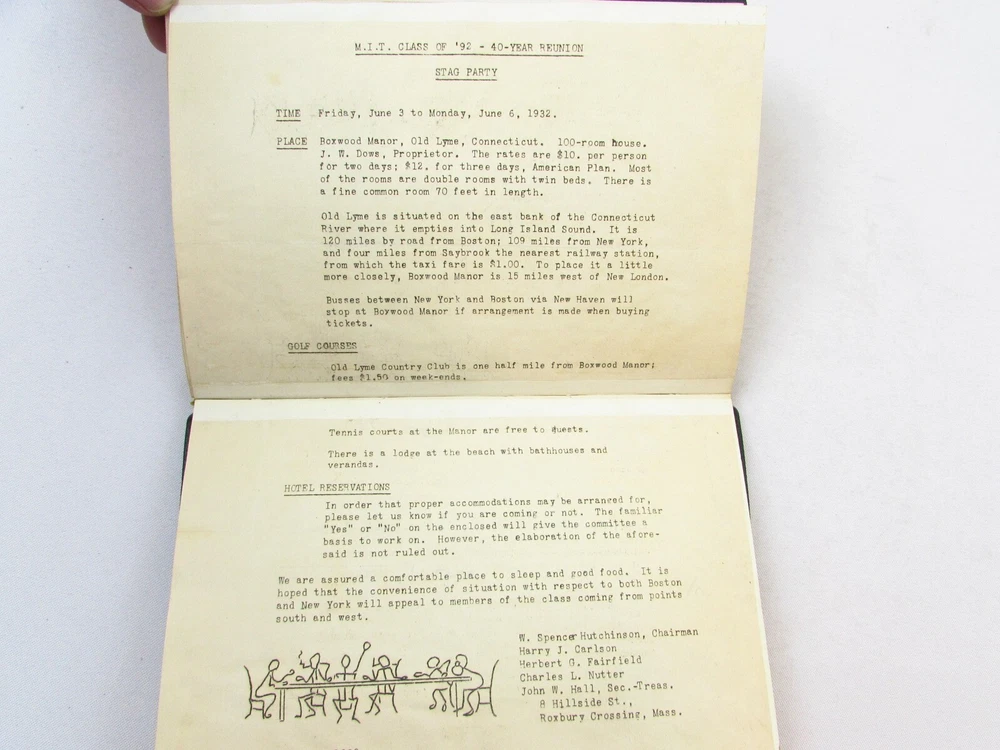 M.I.T. CLASS OF '92 - 40-YEAR REUNION
STAG PARTY
TIME Friday, June 3 to Monday, June 6, 1932.
PLACE Boxwood Manor, Old Lyme, Connecticut. 100-room house.
J. W. Dows, Proprietor. The rates are $10. per person
for two days; $12. for three days, American Plan. Most
of the rooms are double rooms with twin beds. There is
a fine common room 70 feet in length.
Old Lyme is situated on the east bank of the Connecticut
River where it empties into Long Island Sound. It is
120 miles by road from Boston; 109 miles from New York,
and four miles from Saybrook the nearest railway station,
from which the taxi fare is $1.00. To place it a little
more closely, Boxwood Manor is 15 miles west of New London.
Busses between New York and Boston via New Haven will
stop at Boxwood Manor if arrangement is made when buying
tickets.
GOLF COURSES
Old Lyme Country Club is one half mile from Boxwood Manor;
fees $1.50 on week-ends.
Tennis courts at the Manor are free to guests.
There is a lodge at the beach with bathhouses and
verandas.
HOTEL RESERVATIONS
In order that proper accommodations may be arranged for,
please let us know if you are coming or not. The familiar
"Yes" or "No" on the enclosed will give the committee a
basis to work on. However, the elaboration of the afore-
said is not ruled out.
We are assured a comfortable place to sleep and good food. It is
hoped that the convenience of situation with respect to both Boston
and New York will appeal to members of the class coming from points
south and west.
W. Spencer Hutchinson, Chairman
Harry J. Carlson
Herbert G. Fairfield
Charles L. Nutter
John W. Hall, Sec.-Treas.
8 Hillside St.,
Roxbury Crossing, Mass.